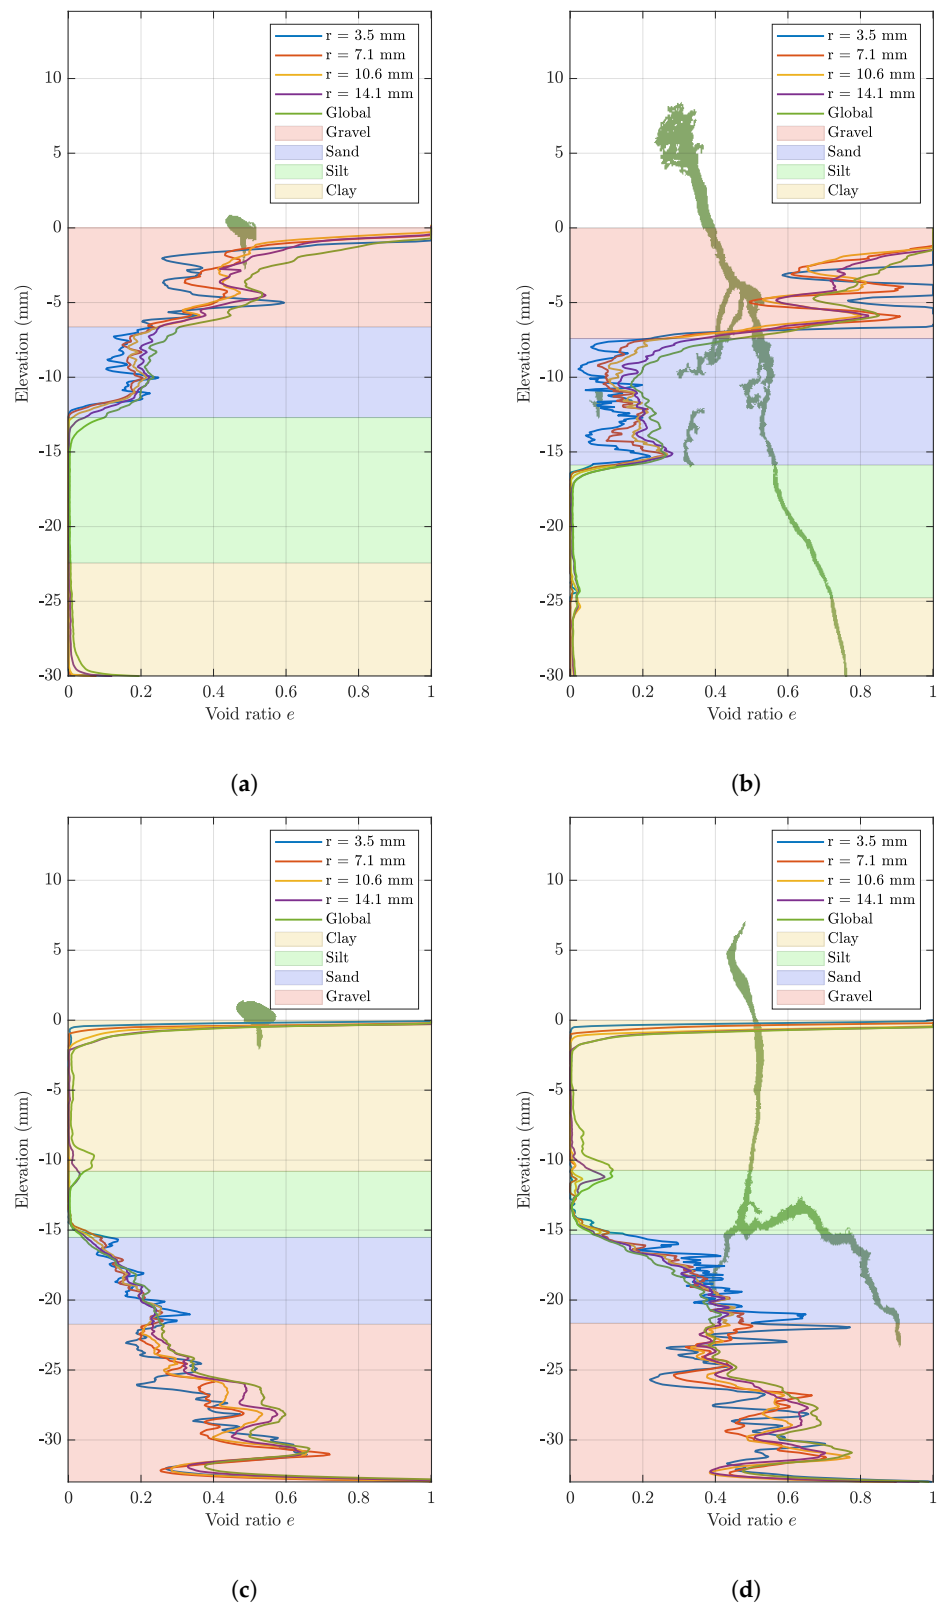 r = 3.5 mm
r = 7.1 mm
r = 10.6 mm
r = 14.1 mm
Global
Gravel
Sand
Silt
Clay
10
5
0
-5
-10
-15
-20
-25
-30
Elevation (mm)
0 0.2 0.4 0.6 0.8 1
Void ratio e
(a)
r = 3.5 mm
r = 7.1 mm
r = 10.6 mm
r = 14.1 mm
Global
Gravel
Sand
Silt
Clay
10
5
0
-5
-10
-15
-20
-25
-30
Elevation (mm)
0 0.2 0.4 0.6 0.8 1
Void ratio e
(b)
r = 3.5 mm
r = 7.1 mm
r = 10.6 mm
r = 14.1 mm
Global
Clay
Silt
Sand
Gravel
10
5
0
-5
-10
-15
-20
-25
-30
Elevation (mm)
0 0.2 0.4 0.6 0.8 1
Void ratio e
(c)
r = 3.5 mm
r = 7.1 mm
r = 10.6 mm
r = 14.1 mm
Global
Clay
Silt
Sand
Gravel
10
5
0
-5
-10
-15
-20
-25
-30
Elevation (mm)
0 0.2 0.4 0.6 0.8 1
Void ratio e
(d)